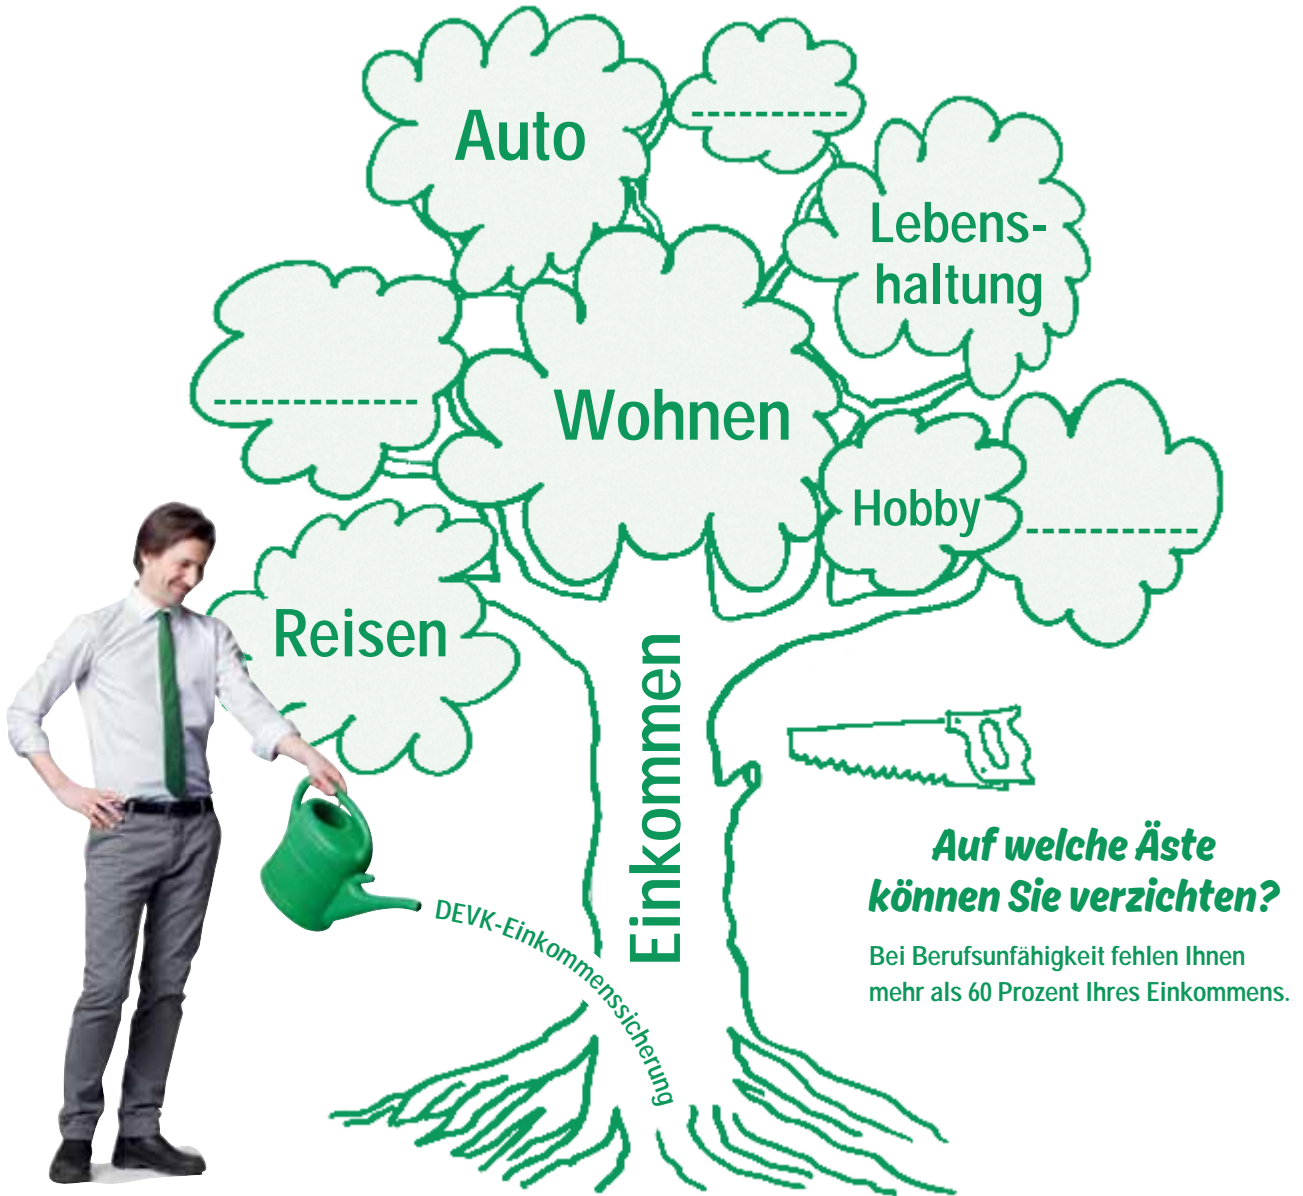 Auto
Lebens-
haltung
Wohnen
Hobby
Reisen
Einkommen
DEVK-Einkommenssicherung
Auf welche Äste
können Sie verzichten?
Bei Berufsunfähigkeit fehlen Ihnen
mehr als 60 Prozent Ihres Einkommens.